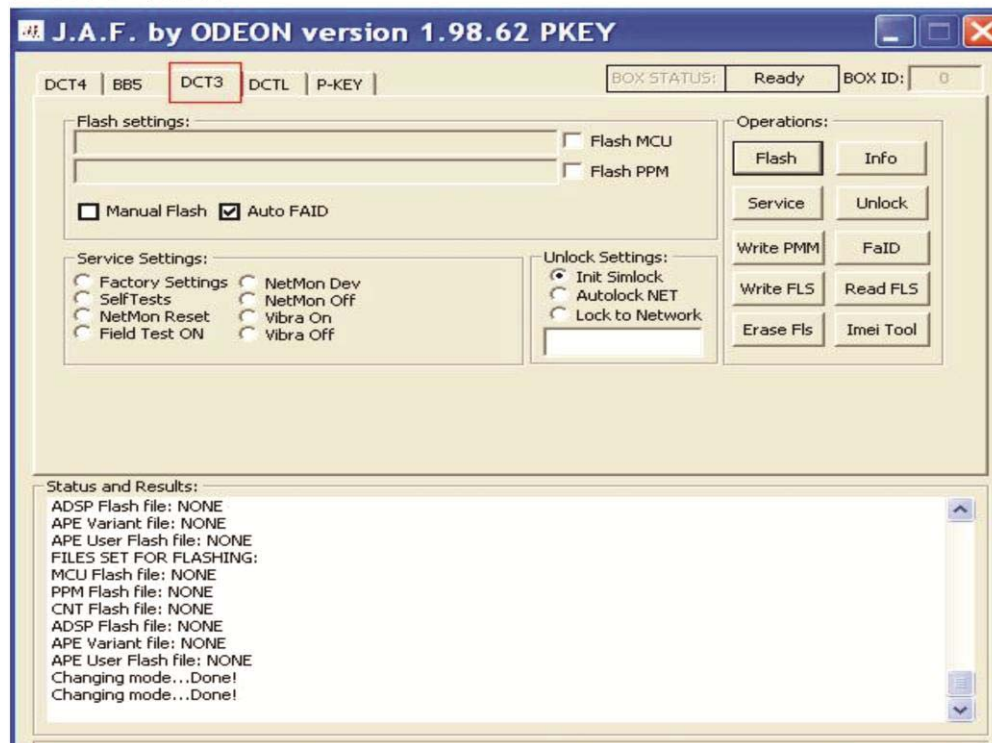 J.A.F. by ODEON version 1.98.62 PKEY
DCT4 BB5 DCT3 DCTL P-KEY BOX STATUS: Ready BOX ID: 0
Flash settings:
Flash MCU
Flash PPM
Manual Flash Auto FAID
Service Settings:
Factory Settings NetMon Dev
SelfTests NetMon Off
NetMon Reset Vibra On
Field Test ON Vibra Off
Unlock Settings:
Init Simlock
Autolock NET
Lock to Network
Operations:
Flash Info
Service Unlock
Write PMM FaID
Write FLS Read FLS
Erase Fls Imei Tool
Status and Results:
ADSP Flash file: NONE
APE Variant file: NONE
APE User Flash file: NONE
FILES SET FOR FLASHING:
MCU Flash file: NONE
PPM Flash file: NONE
CNT Flash file: NONE
ADSP Flash file: NONE
APE Variant file: NONE
APE User Flash file: NONE
Changing mode...Done!
Changing mode...Done!